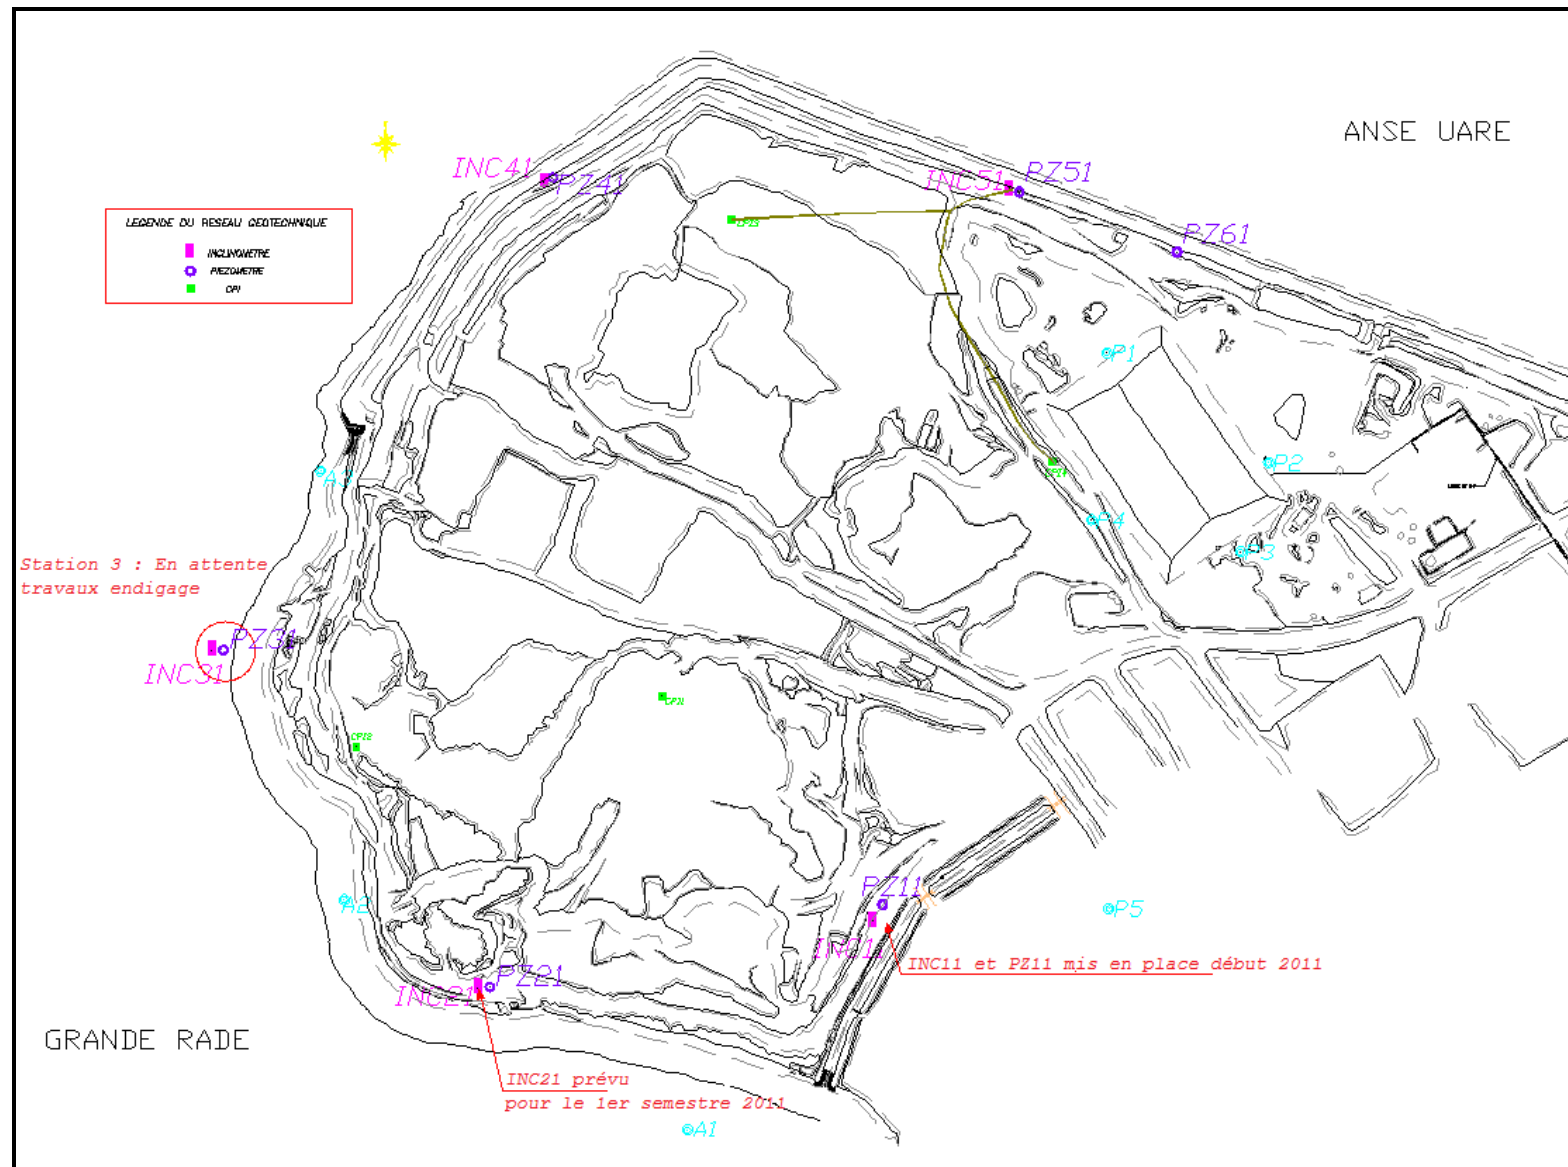 ANSE UARE
INC41
PZ41
INC51
PZ51
PZ61
LEGENDE DU RESEAU GEOTECHNIQUE
INCLINOMETRE
PIEZOMETRE
CPI
CPI3
P1
A3
P2
P4
P3
Station 3 : En attente
travaux endigage
PZ31
INC31
CPI1
CPI2
A2
PZ11
INC11
P5
INC11 et PZ11 mis en place début 2011
PZ21
INC21
GRANDE RADE
INC21 prévu
pour le 1er semestre 2011
A1